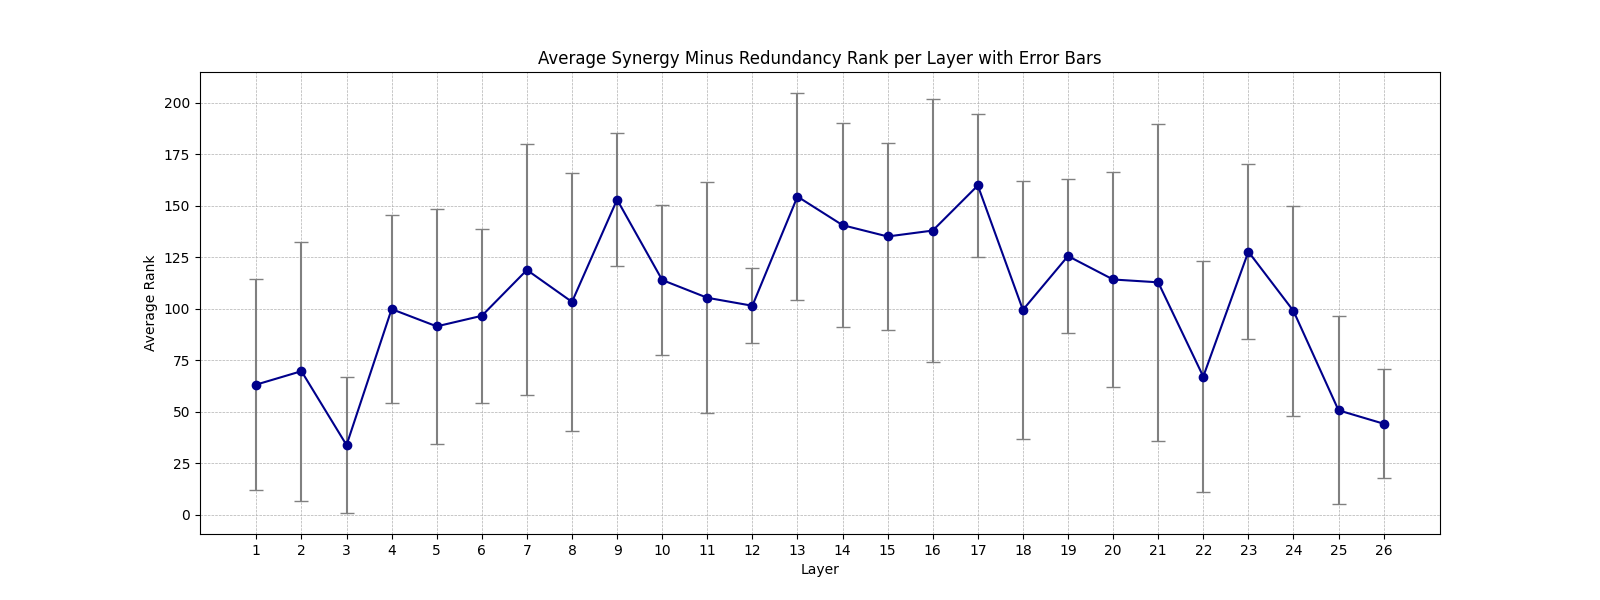 Average Synergy Minus Redundancy Rank per Layer with Error Bars
Average Rank
200
175
150
125
100
75
50
25
0
1 2 3 4 5 6 7 8 9 10 11 12 13 14 15 16 17 18 19 20 21 22 23 24 25 26
Layer